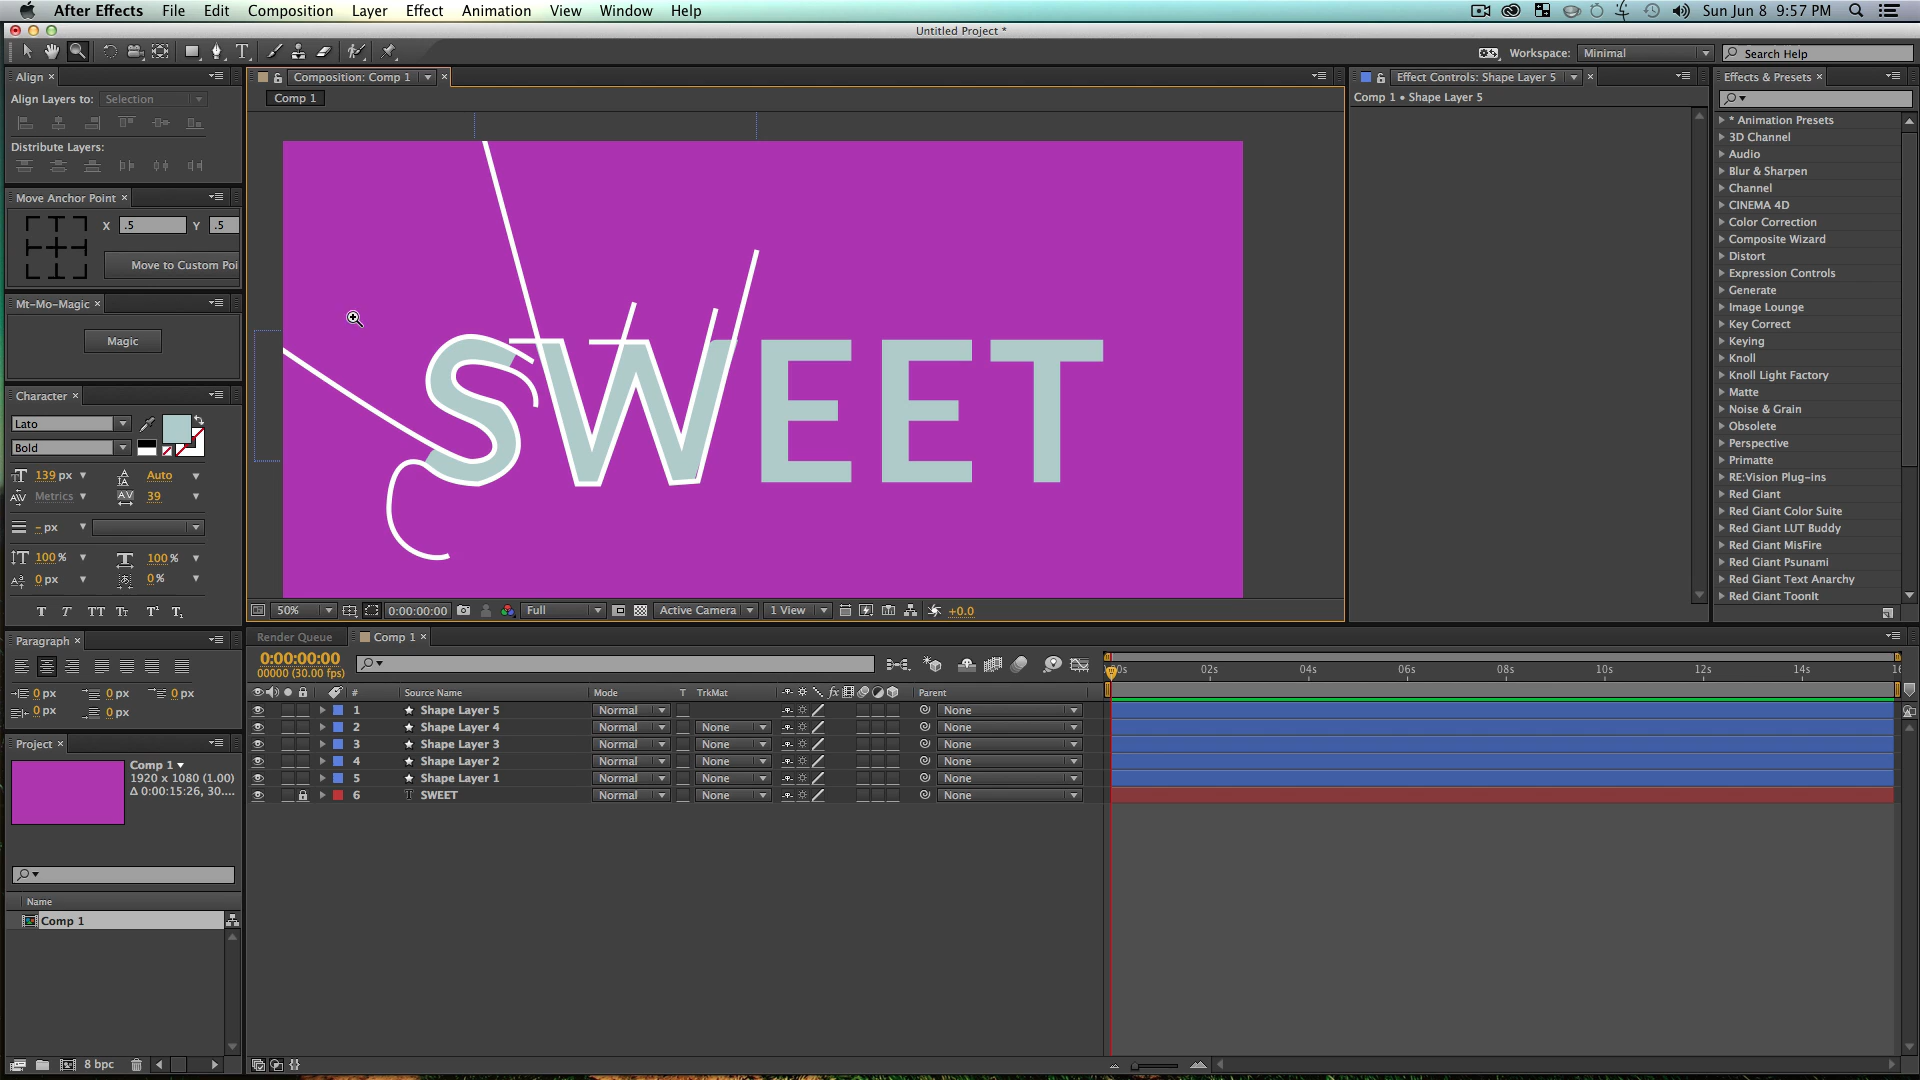 After Effects File Edit Composition Layer Effect Animation View Window Help Sun Jun 8 9:57 PM
Untitled Project *
Workspace: Minimal Search Help
Align Composition: Comp 1 Effect Controls: Shape Layer 5 Effects & Presets
Align Layers to: Selection Comp 1 Comp 1 • Shape Layer 5
Distribute Layers:
Move Anchor Point
X .5 Y .5
Move to Custom Poi
Mt-Mo-Magic
Magic
Character
Lato
Bold
139 px Auto
Metrics 39
- px
100 % 100 %
0 px 0 %
T T TT Tr T¹ T₁
SWEET
* Animation Presets
3D Channel
Audio
Blur & Sharpen
Channel
CINEMA 4D
Color Correction
Composite Wizard
Distort
Expression Controls
Generate
Image Lounge
Key Correct
Keying
Knoll
Knoll Light Factory
Matte
Noise & Grain
Obsolete
Perspective
Primatte
RE:Vision Plug-ins
Red Giant
Red Giant Color Suite
Red Giant LUT Buddy
Red Giant MisFire
Red Giant Psunami
Red Giant Text Anarchy
Red Giant ToonIt
50% 0:00:00:00 Full Active Camera 1 View +0.0
Paragraph
0 px 0 px 0 px
0 px 0 px
Project
Comp 1
1920 x 1080 (1.00)
Δ 0:00:15:26, 30....
Name
Comp 1
8 bpc
Render Queue Comp 1
0:00:00:00
00000 (30.00 fps)
:00s 02s 04s 06s 08s 10s 12s 14s 16
# Source Name Mode T TrkMat fx Parent
1 Shape Layer 5 Normal None
2 Shape Layer 4 Normal None None
3 Shape Layer 3 Normal None None
4 Shape Layer 2 Normal None None
5 Shape Layer 1 Normal None None
6 T SWEET Normal None None